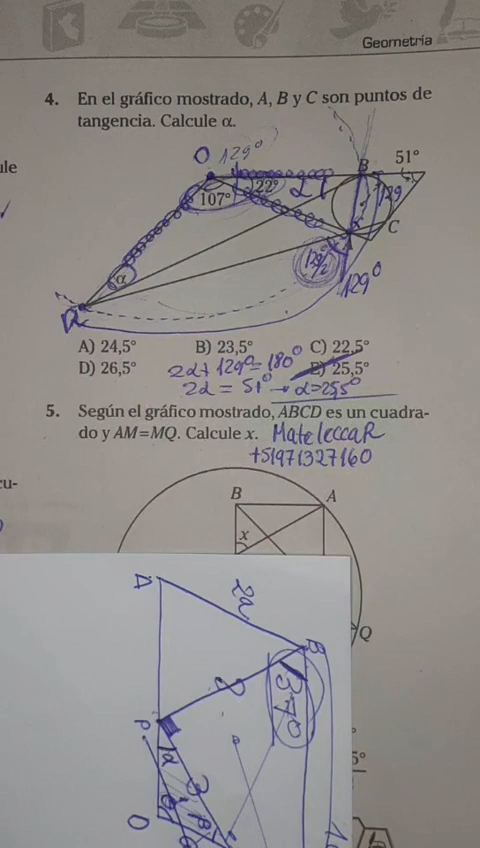 Geometría
4. En el gráfico mostrado, A, B y C son puntos de
tangencia. Calcule α.
O 129°
B
51°
107°
22°
C
α
129°
A) 24,5° B) 23,5° C) 22,5°
D) 26,5° E) 25,5°
2α + 129° = 180°
2α = 51° → α=25,5°
5. Según el gráfico mostrado, ABCD es un cuadra-
do y AM=MQ. Calcule x.
MateleccaR
+51971327160
cu-
B A
x
Q
A
2a
B
37°
P
5°